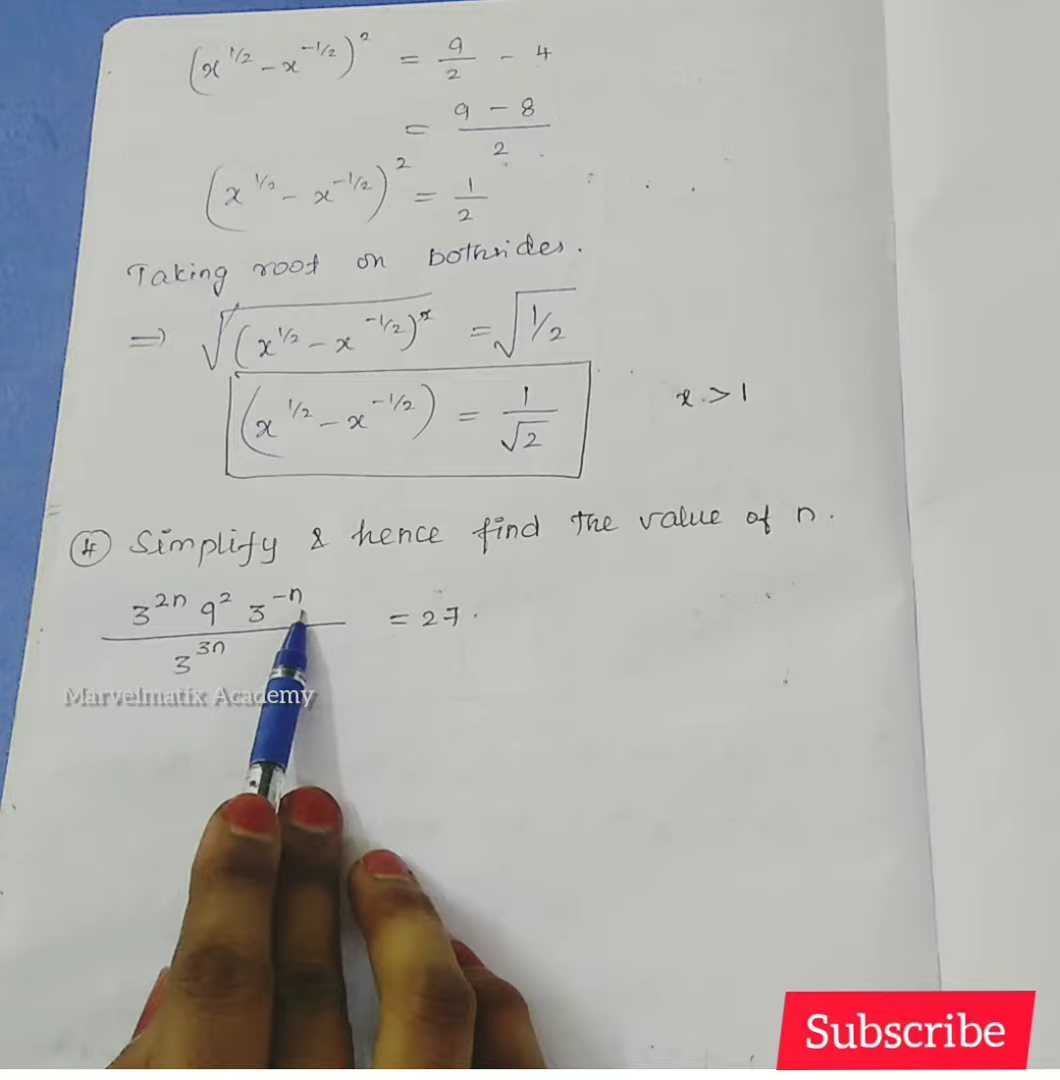 (x^1/2 - x^-1/2)^2 = 9/2 - 4
= 9 - 8 / 2
(x^1/2 - x^-1/2)^2 = 1/2
Taking root on bothsides.
=> √(x^1/2 - x^-1/2)^2 = √1/2
(x^1/2 - x^-1/2) = 1/√2 x > 1
④ Simplify & hence find the value of n.
3^2n 9^2 3^-n / 3^3n = 27.
Marvelmatix Academy
Subscribe